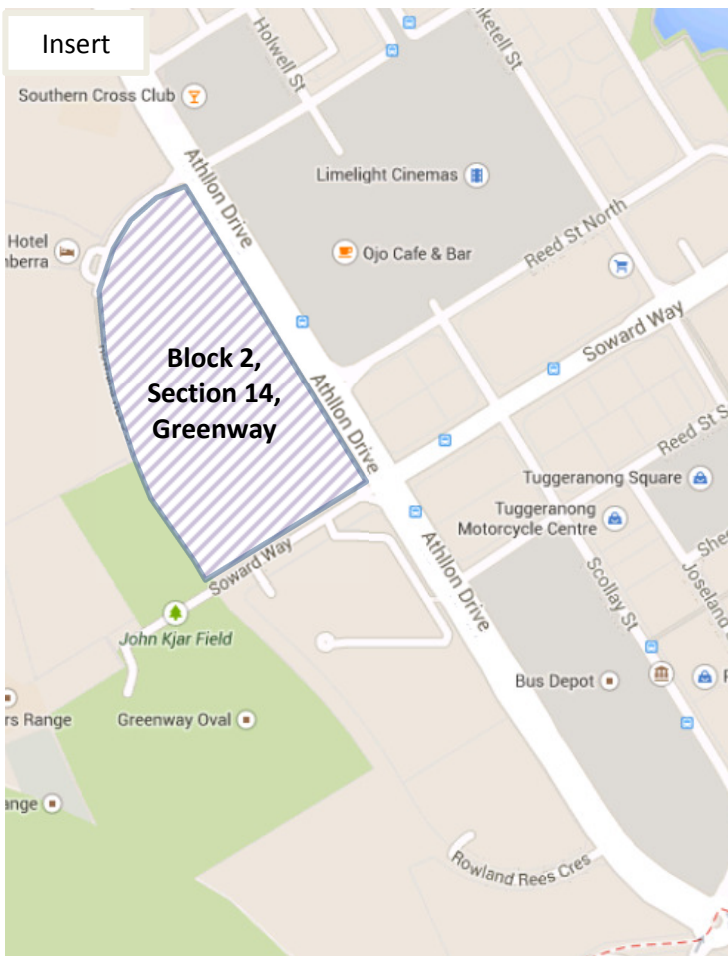 Insert
Holwell St
Southern Cross Club
Athllon Drive
Limelight Cinemas
Hotel
nberra
Ojo Cafe & Bar
Reed St North
Soward Way
Block 2,
Section 14,
Greenway
Athllon Drive
Reed St S
Tuggeranong Square
Tuggeranong
Motorcycle Centre
Soward Way
Athllon Drive
Scollay St
Joseland
John Kjar Field
Bus Depot
rs Range
Greenway Oval
ange
Rowland Rees Cres